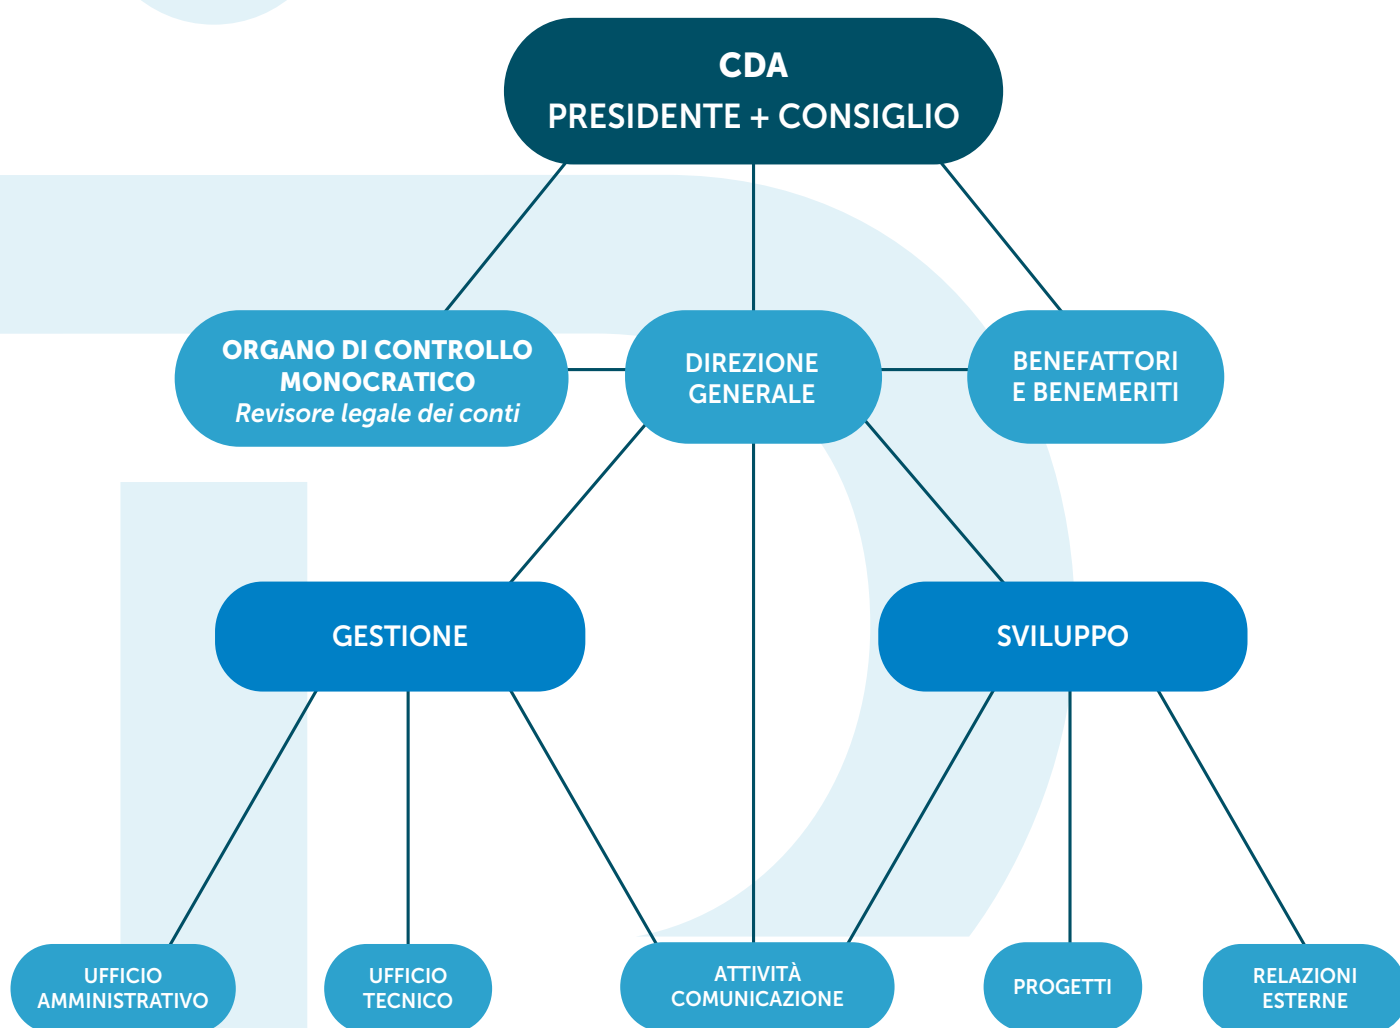 CDA
PRESIDENTE + CONSIGLIO
ORGANO DI CONTROLLO
MONOCRATICO
Revisore legale dei conti
DIREZIONE
GENERALE
BENEFATTORI
E BENEMERITI
GESTIONE
SVILUPPO
UFFICIO
AMMINISTRATIVO
UFFICIO
TECNICO
ATTIVITÀ
COMUNICAZIONE
PROGETTI
RELAZIONI
ESTERNE